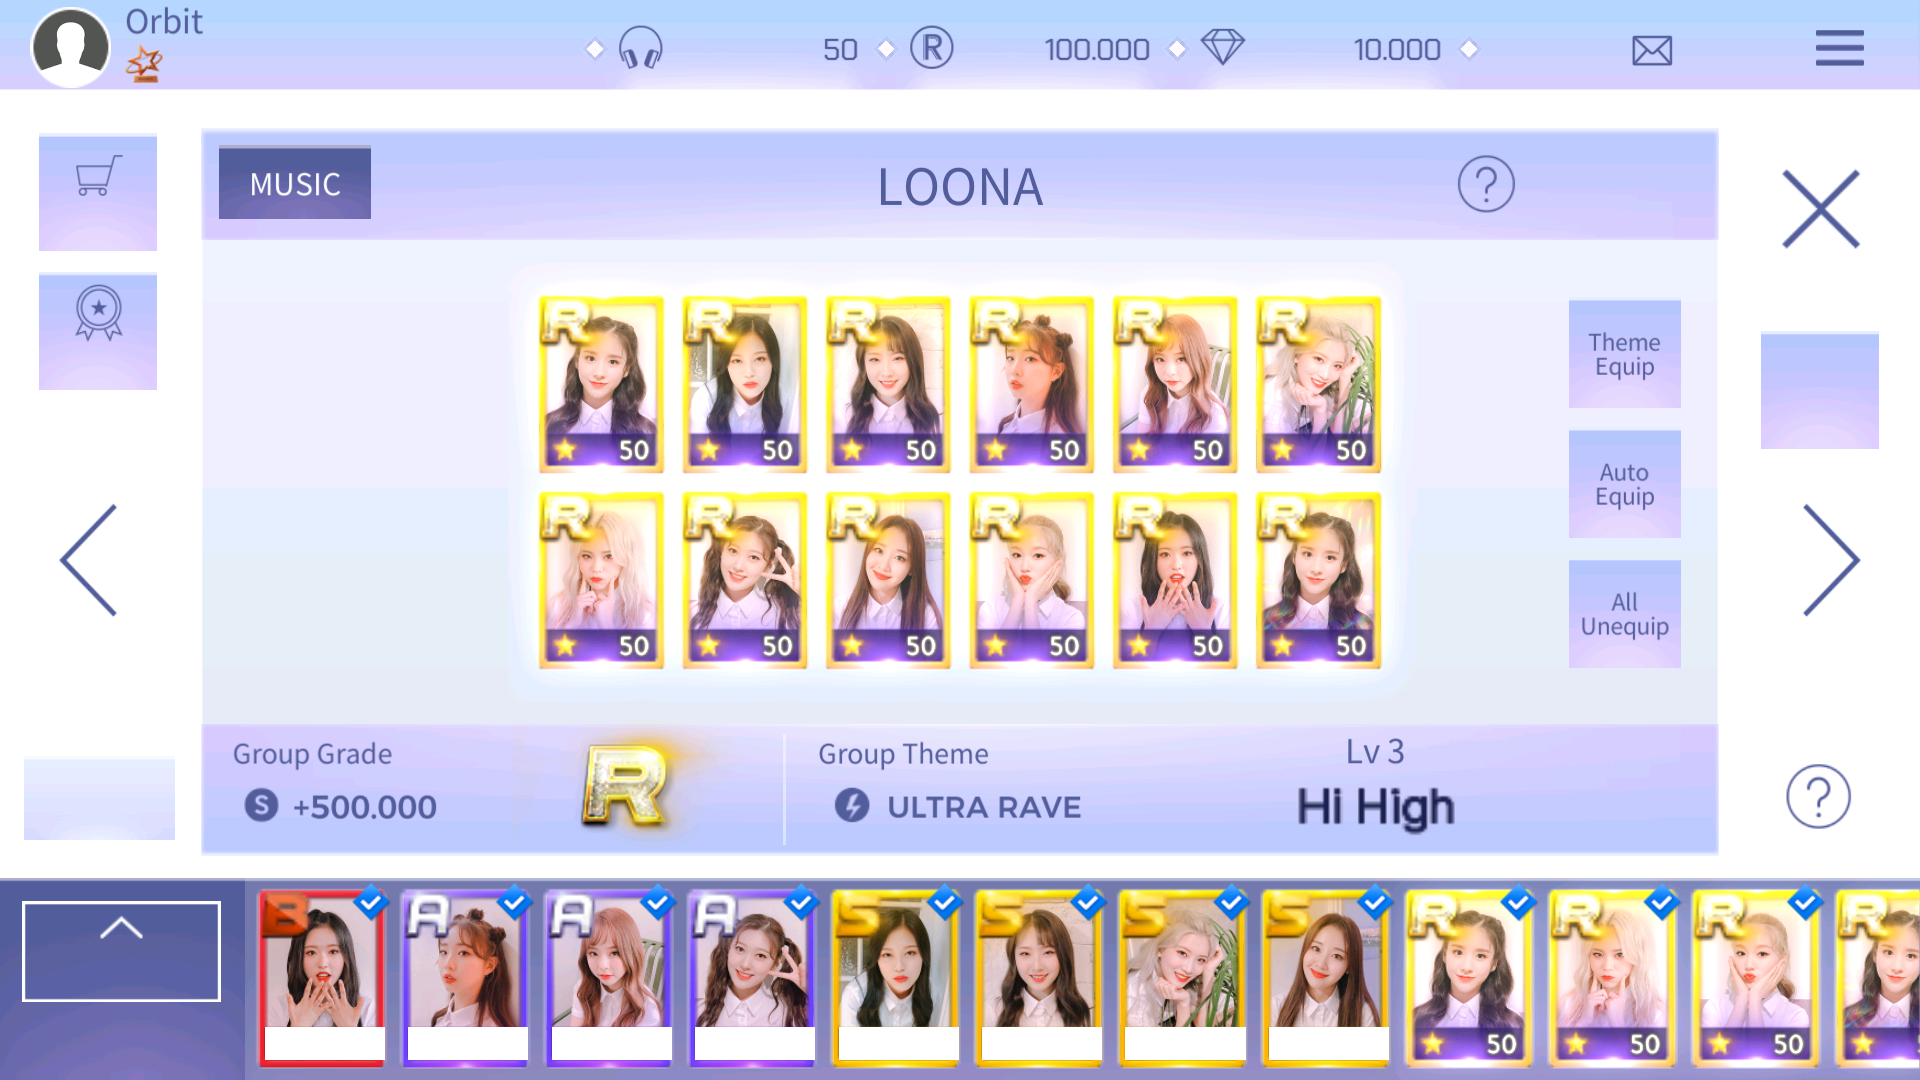 Orbit
50
R
100.000
10.000
MUSIC
LOONA
?
R R R R R R
50 50 50 50 50 50
R R R R R R
50 50 50 50 50 50
Theme
Equip
Auto
Equip
All
Unequip
Group Grade
S +500.000
R
Group Theme
ULTRA RAVE
Lv 3
Hi High
?
B A A A S S S S R R R R
50 50 50